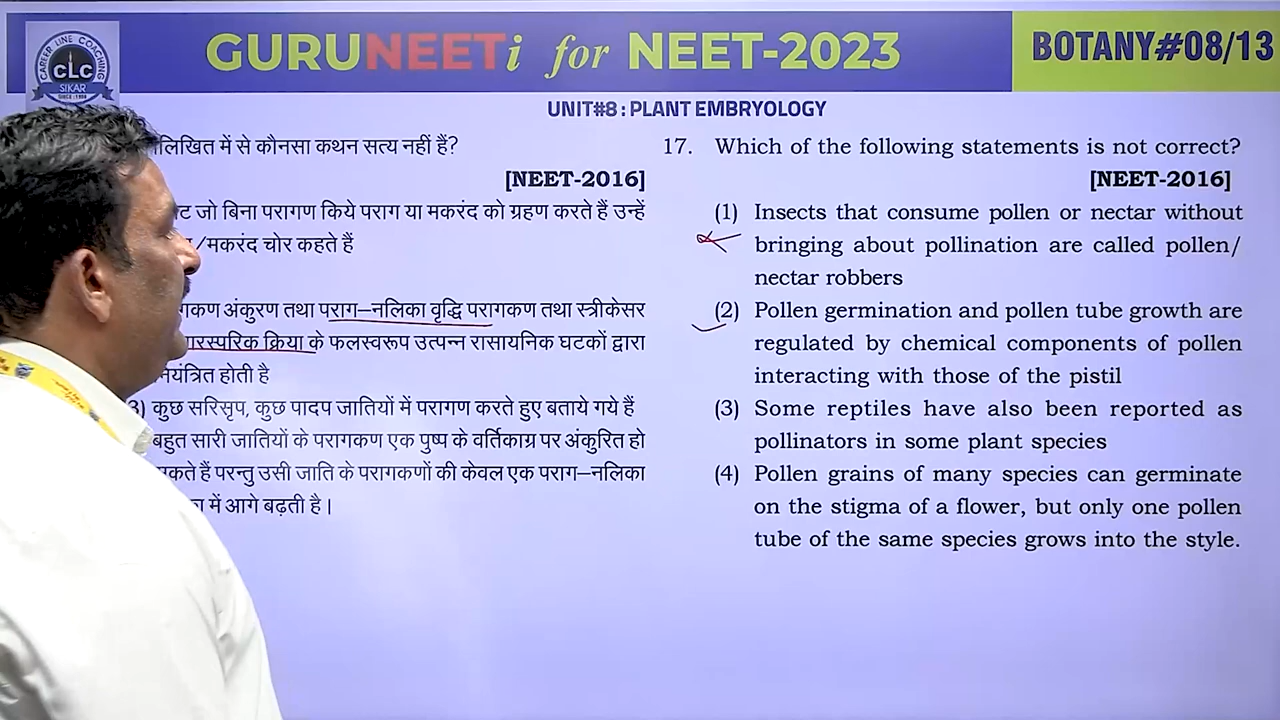 CAREER LINE COACHING
CLC
SIKAR
SINCE : 1996
GURUNEETi for NEET-2023
BOTANY#08/13
UNIT#8 : PLANT EMBRYOLOGY
में से कौनसा कथन सत्य नहीं हैं?
[NEET-2016]
जो बिना परागण किये पराग या मकरंद को ग्रहण करते हैं उन्हें
/मकरंद चोर कहते हैं
अंकुरण तथा पराग–नलिका वृद्धि परागकण तथा स्त्रीकेसर
क्रिया के फलस्वरूप उत्पन्न रासायनिक घटकों द्वारा
होती है
3) कुछ सरिसृप, कुछ पादप जातियों में परागण करते हुए बताये गये हैं
बहुत सारी जातियों के परागकण एक पुष्प के वर्तिकाग्र पर अंकुरित हो
सकते हैं परन्तु उसी जाति के परागकणों की केवल एक पराग–नलिका
में आगे बढ़ती है।
17. Which of the following statements is not correct?
[NEET-2016]
(1) Insects that consume pollen or nectar without
bringing about pollination are called pollen/
nectar robbers
(2) Pollen germination and pollen tube growth are
regulated by chemical components of pollen
interacting with those of the pistil
(3) Some reptiles have also been reported as
pollinators in some plant species
(4) Pollen grains of many species can germinate
on the stigma of a flower, but only one pollen
tube of the same species grows into the style.